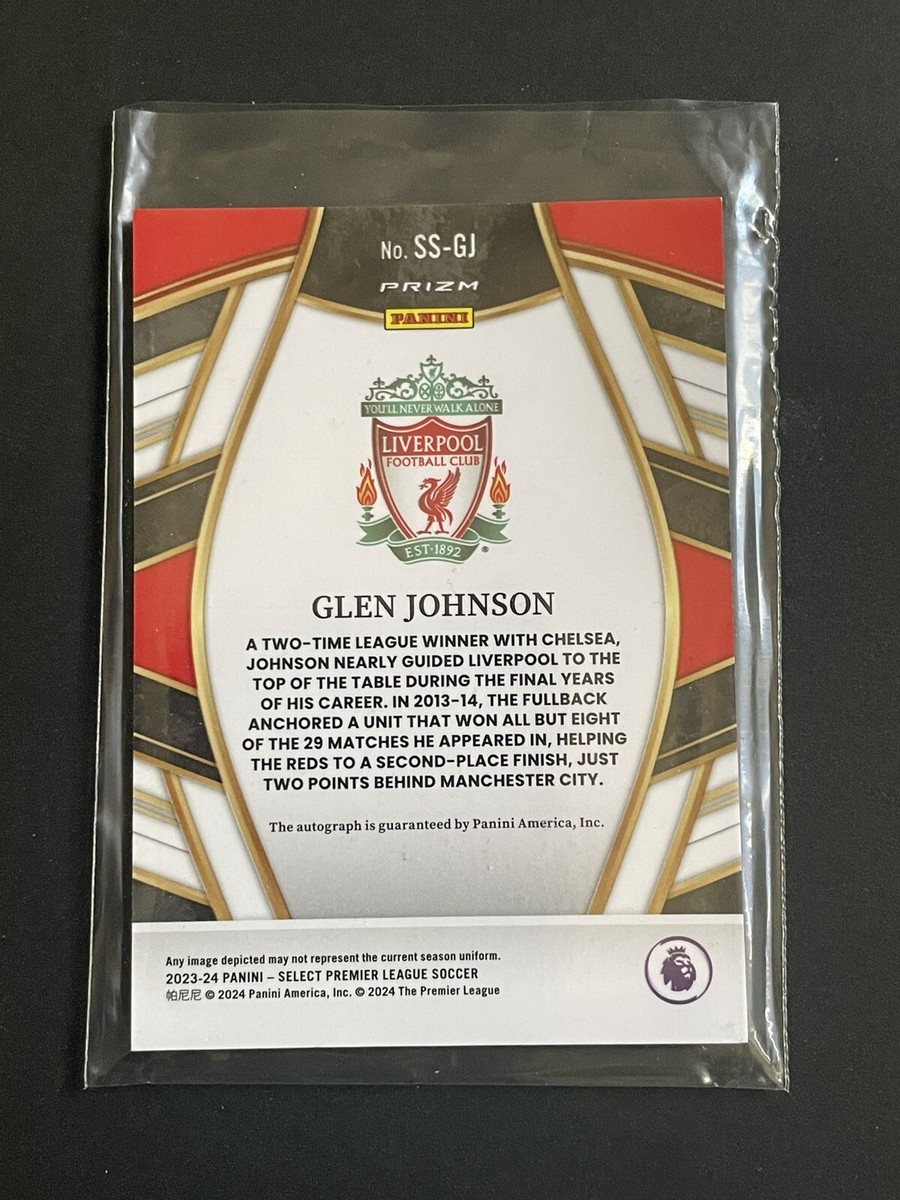 No. SS-GJ
PRIZM
PANINI
YOU'LL NEVER WALK ALONE
LIVERPOOL
FOOTBALL CLUB
EST·1892
®
GLEN JOHNSON
A TWO-TIME LEAGUE WINNER WITH CHELSEA,
JOHNSON NEARLY GUIDED LIVERPOOL TO THE
TOP OF THE TABLE DURING THE FINAL YEARS
OF HIS CAREER. IN 2013-14, THE FULLBACK
ANCHORED A UNIT THAT WON ALL BUT EIGHT
OF THE 29 MATCHES HE APPEARED IN, HELPING
THE REDS TO A SECOND-PLACE FINISH, JUST
TWO POINTS BEHIND MANCHESTER CITY.
The autograph is guaranteed by Panini America, Inc.
Any image depicted may not represent the current season uniform.
2023-24 PANINI – SELECT PREMIER LEAGUE SOCCER
帕尼尼 © 2024 Panini America, Inc. © 2024 The Premier League